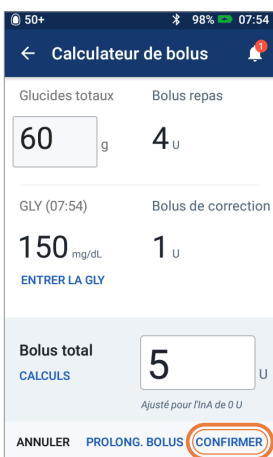 50+ 98% 07:54
← Calculateur de bolus 1
Glucides totaux Bolus repas
60 g 4 U
GLY (07:54) Bolus de correction
150 mg/dL 1 U
ENTRER LA GLY
Bolus total
CALCULS 5 U
Ajusté pour l'InA de 0 U
ANNULER PROLONG. BOLUS CONFIRMER